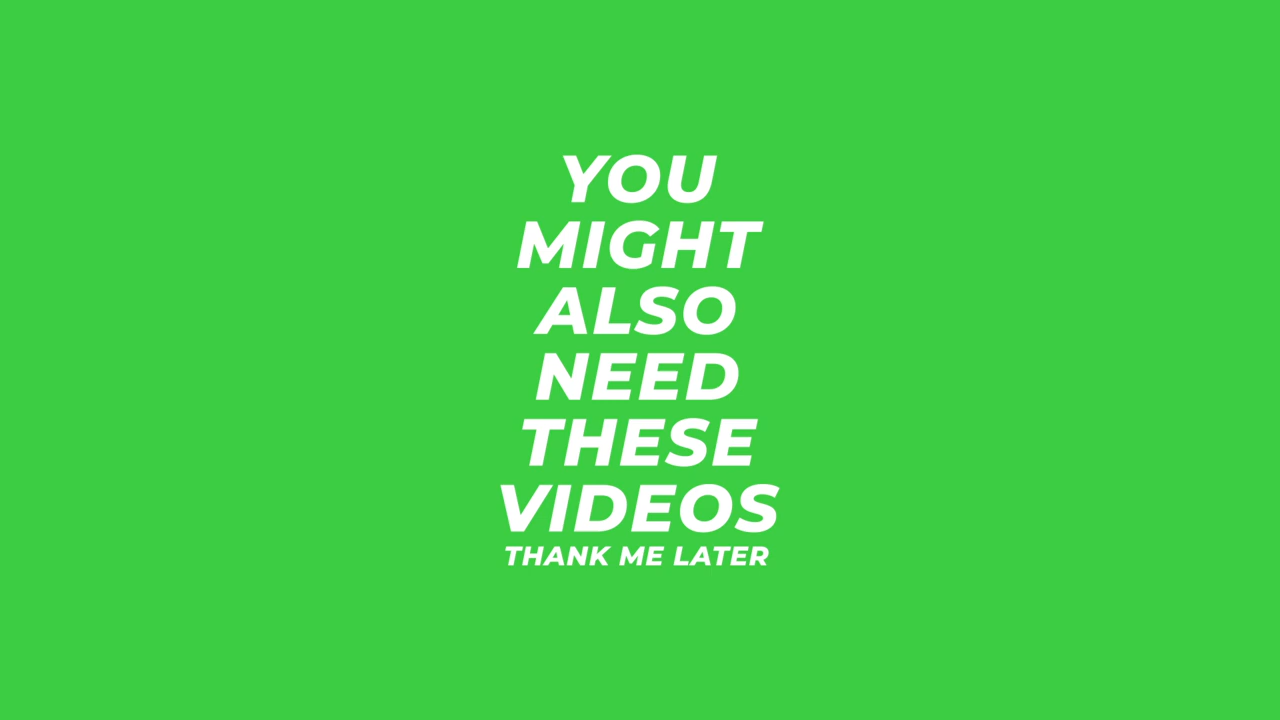 YOU
MIGHT
ALSO
NEED
THESE
VIDEOS
THANK ME LATER